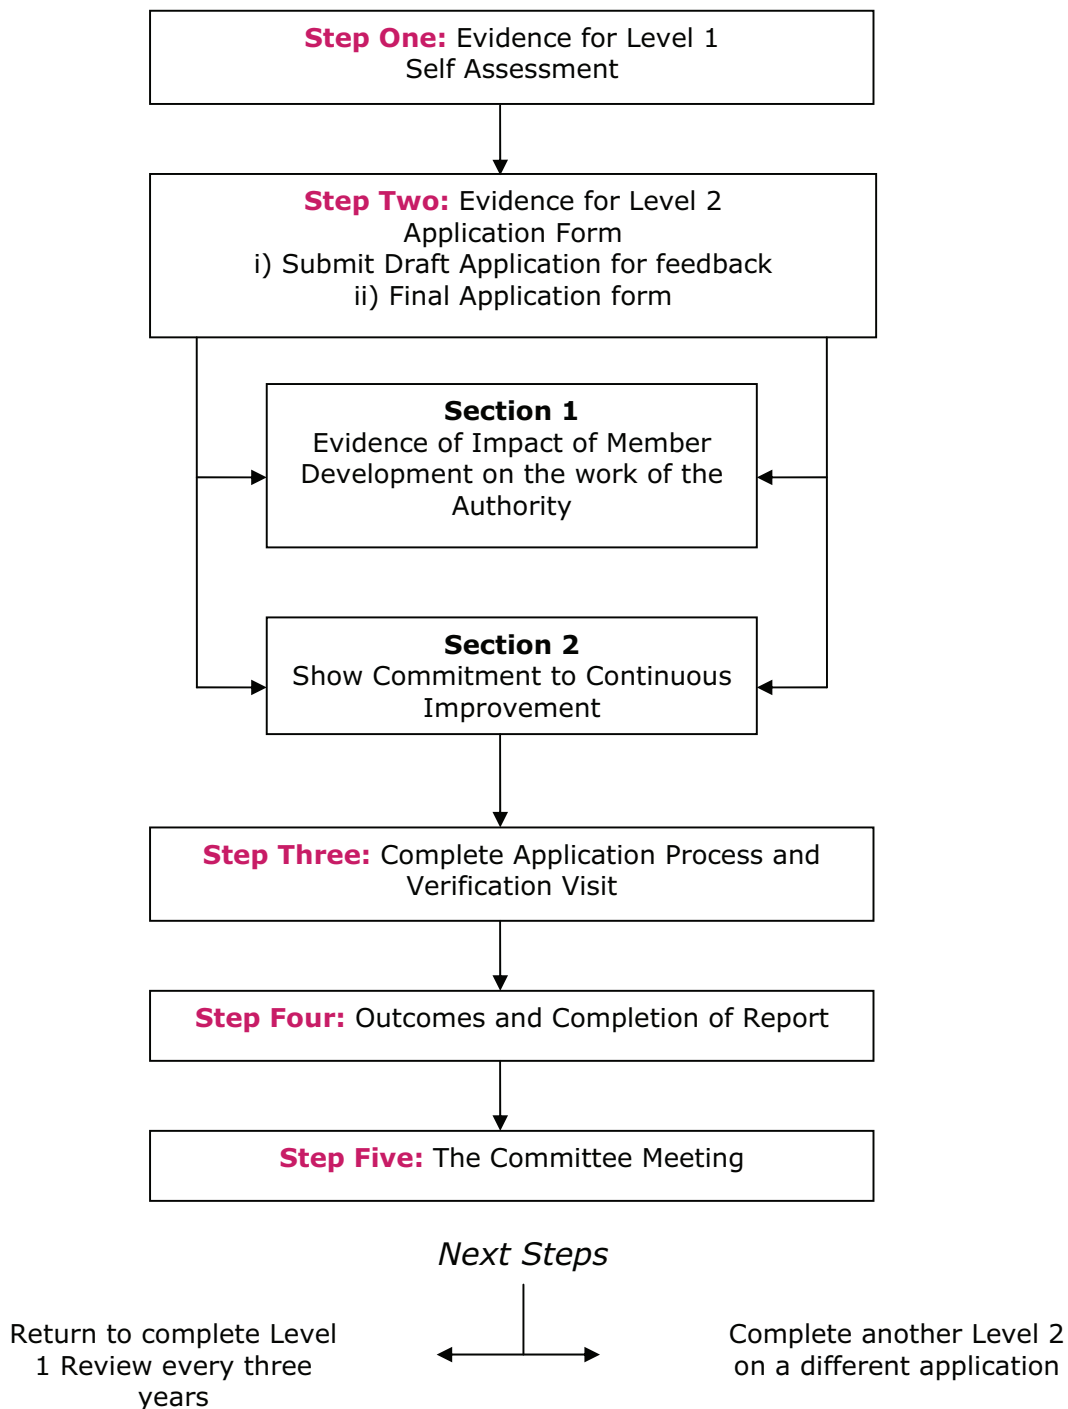 Step One: Evidence for Level 1
Self Assessment
Step Two: Evidence for Level 2
Application Form
i) Submit Draft Application for feedback
ii) Final Application form
Section 1
Evidence of Impact of Member
Development on the work of the
Authority
Section 2
Show Commitment to Continuous
Improvement
Step Three: Complete Application Process and
Verification Visit
Step Four: Outcomes and Completion of Report
Step Five: The Committee Meeting
Next Steps
Return to complete Level
1 Review every three
years
Complete another Level 2
on a different application